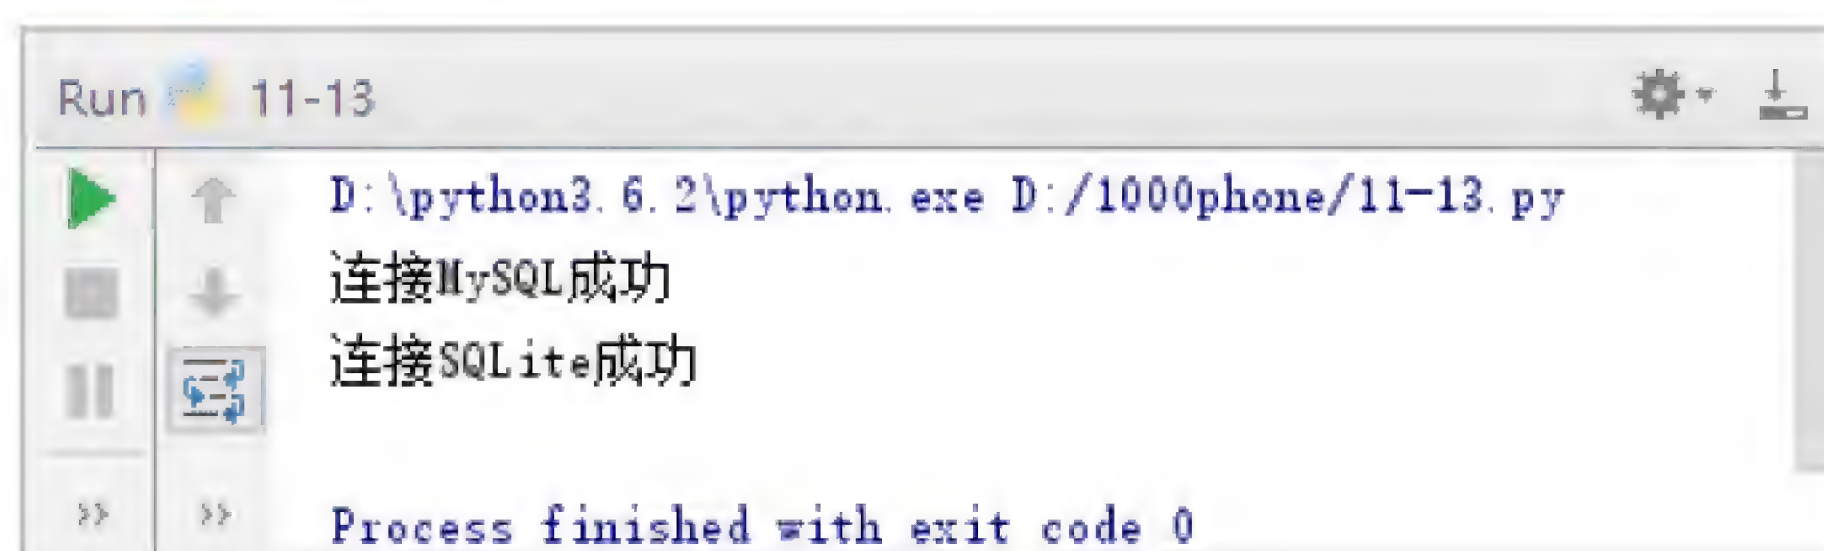 Run 11-13
D:\python3.6.2\python.exe D:/1000phone/11-13.py
连接MySQL成功
连接SQLite成功
Process finished with exit code 0